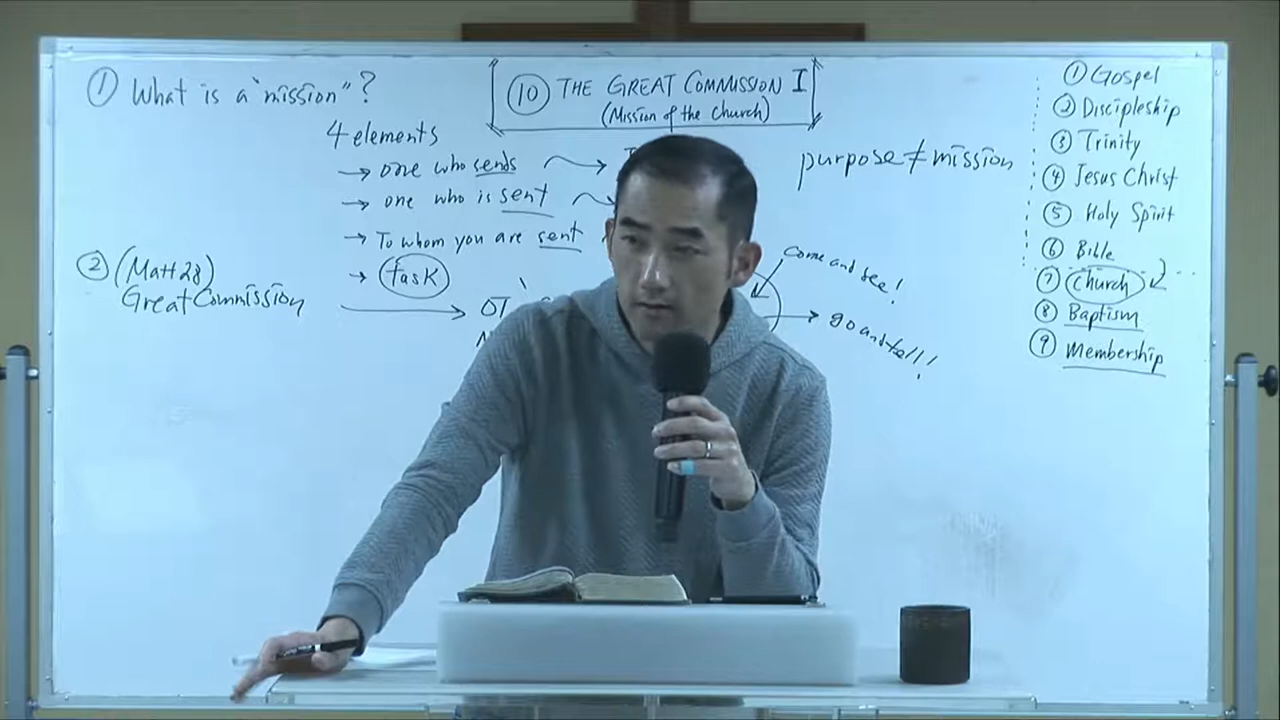 ① What is a "mission"?
⑩ THE GREAT COMMISSION I
(Mission of the Church)
4 elements
→ one who sends →
→ one who is sent
→ To whom you are sent
→ task
purpose ≠ mission
② (Matt 28)
Great Commission → OT
come and see!
→ go and tell!!
① Gospel
② Discipleship
③ Trinity
④ Jesus Christ
⑤ Holy Spirit
⑥ Bible
⑦ Church
⑧ Baptism
⑨ Membership